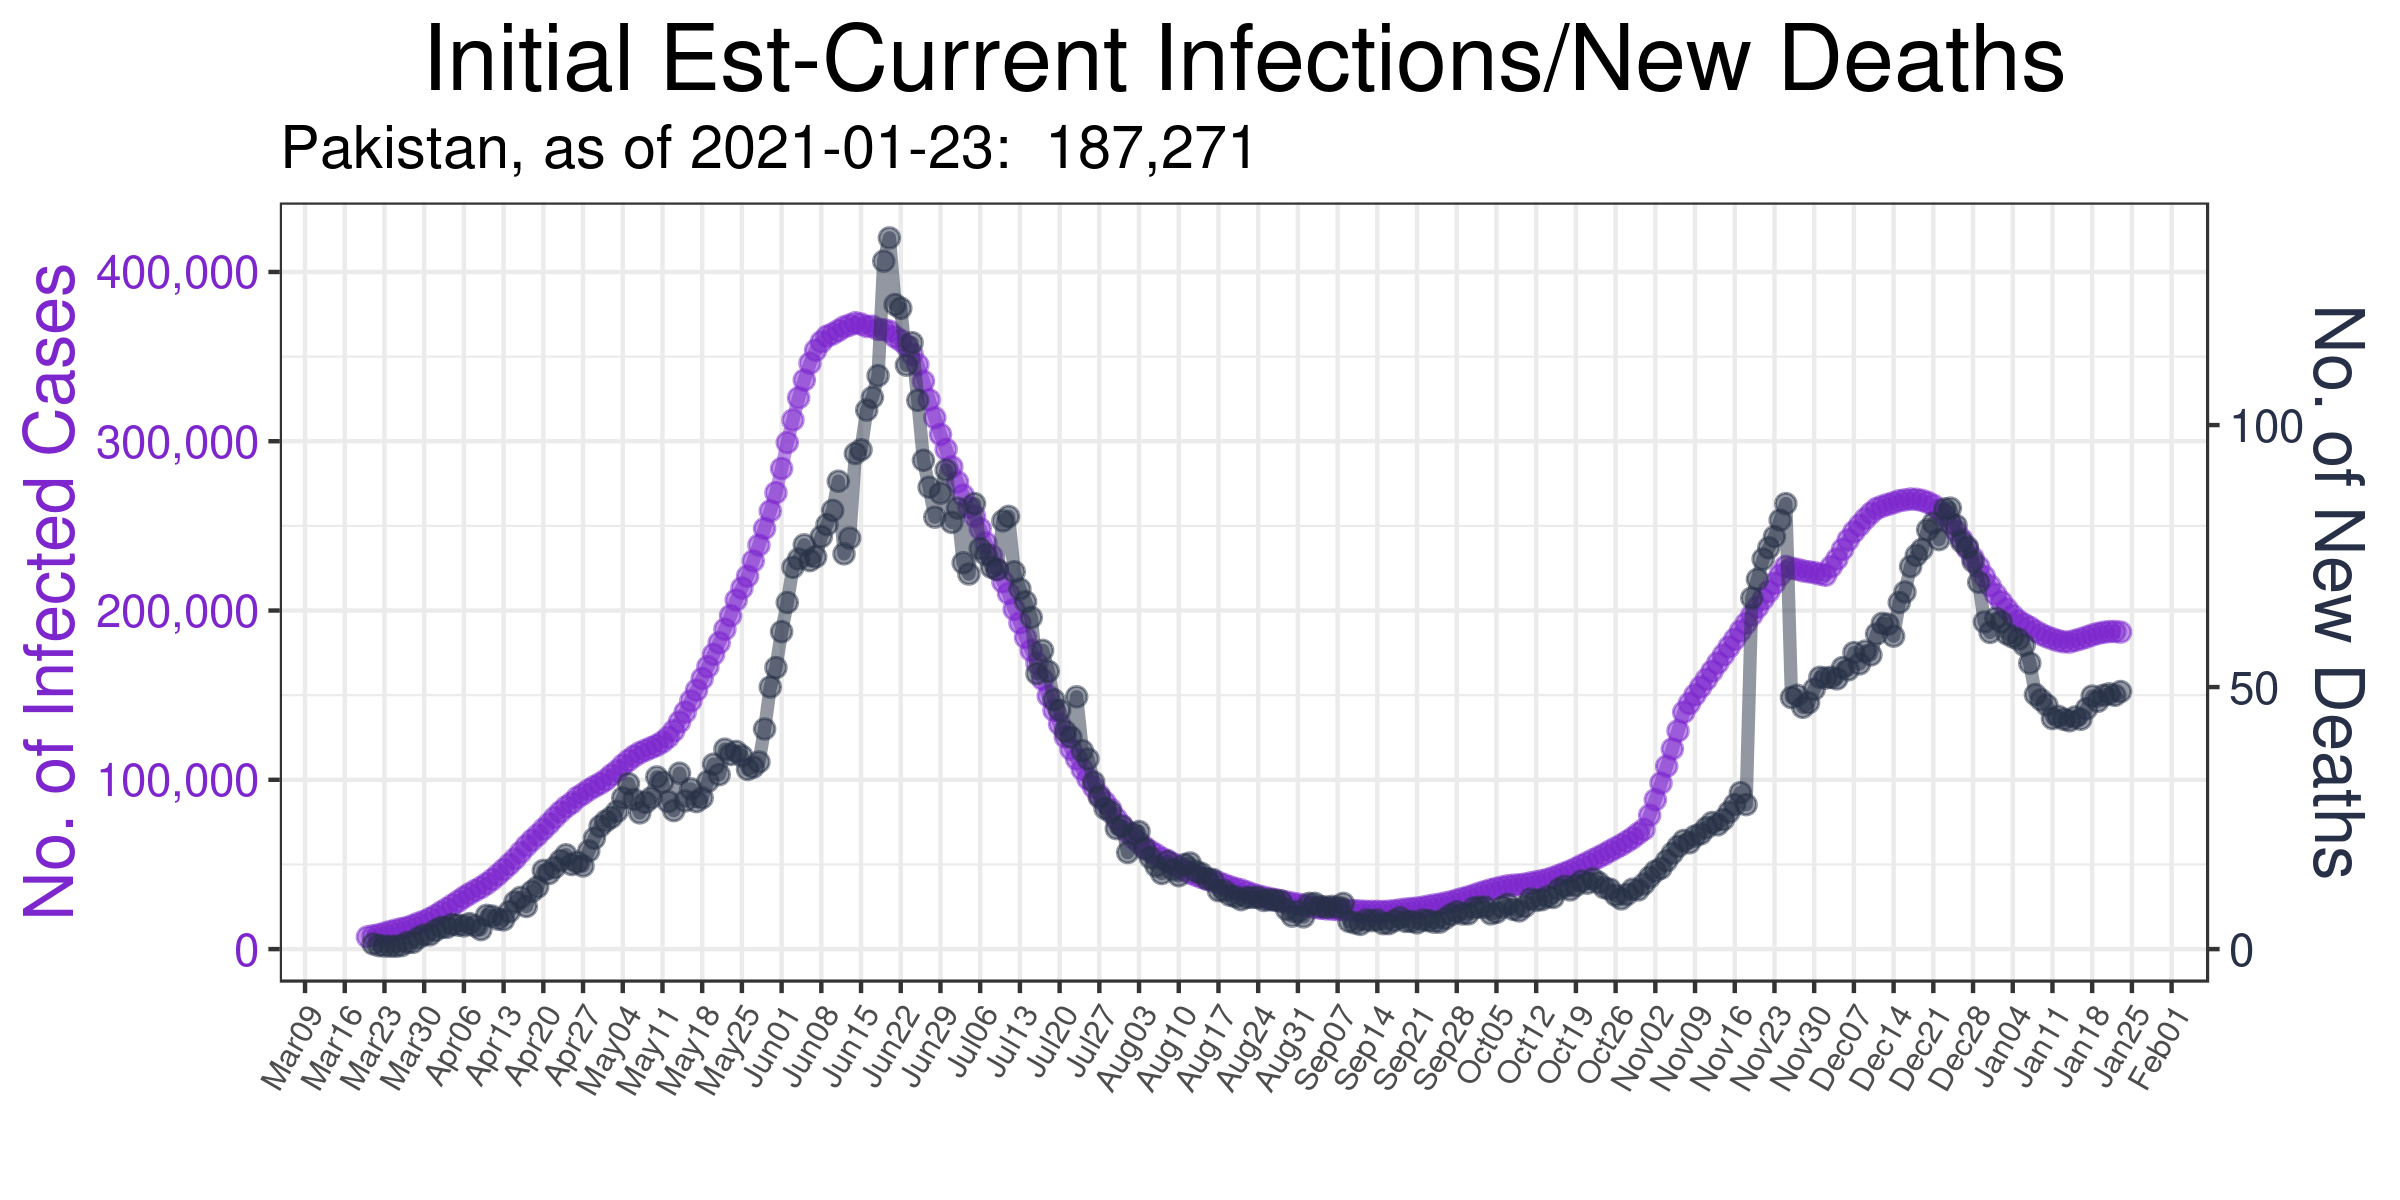 Initial Est-Current Infections/New Deaths
Pakistan, as of 2021-01-23:  187,271
No. of Infected Cases
400,000
300,000
200,000
100,000
0
No. of New Deaths
100
50
0
Mar09
Mar16
Mar23
Mar30
Apr06
Apr13
Apr20
Apr27
May04
May11
May18
May25
Jun01
Jun08
Jun15
Jun22
Jun29
Jul06
Jul13
Jul20
Jul27
Aug03
Aug10
Aug17
Aug24
Aug31
Sep07
Sep14
Sep21
Sep28
Oct05
Oct12
Oct19
Oct26
Nov02
Nov09
Nov16
Nov23
Nov30
Dec07
Dec14
Dec21
Dec28
Jan04
Jan11
Jan18
Jan25
Feb01